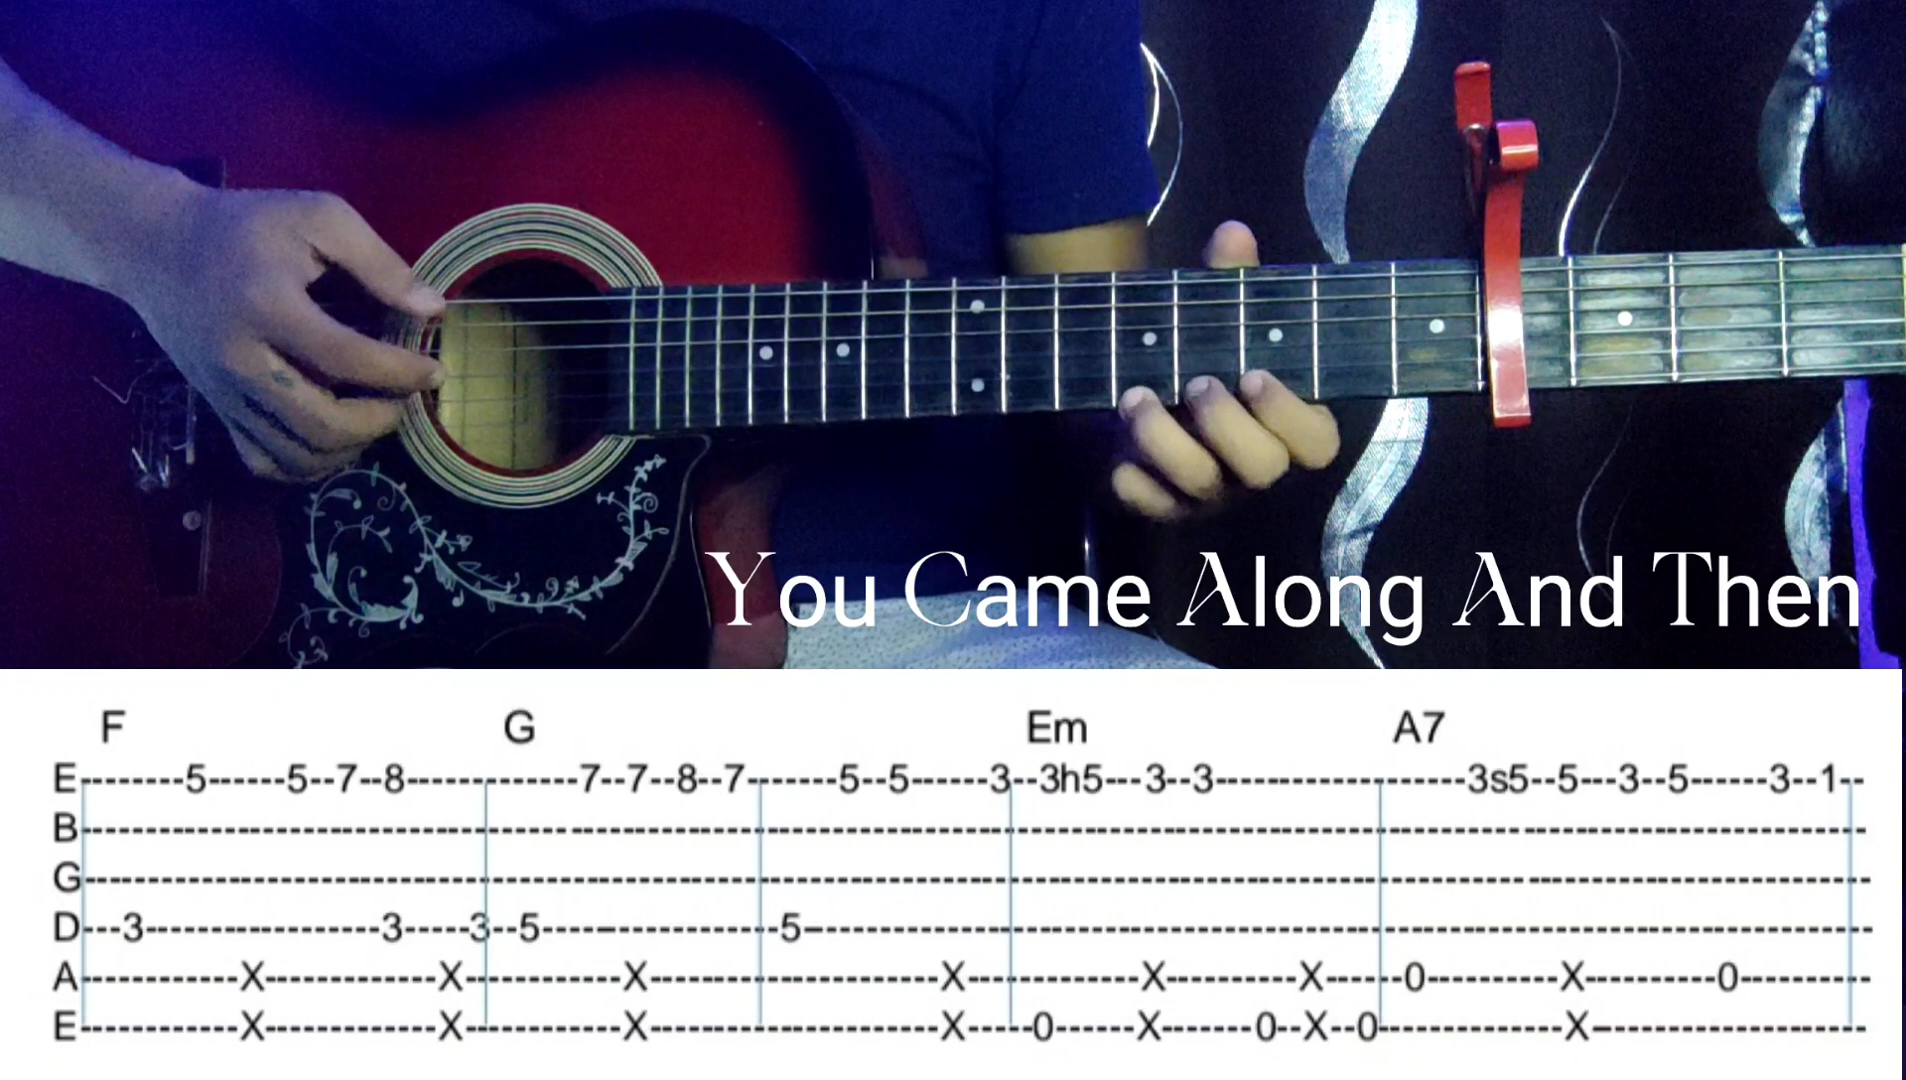 You Came Along And Then
F G Em A7
E--------5------5--7--8------------7--7--8--7------5--5------3--3h5---3--3----------------3s5--5---3--5------3--1--
B------------------------------------------------------------------------------------------------------------------
G------------------------------------------------------------------------------------------------------------------
D---3---------------3-----3--5---------------5---------------------------------------------------------------------
A----------X-----------X----------X------------------X-----------X---------X-----0---------X---------0-------------
E----------X-----------X----------X------------------X-----0------X------0--X--0-----------X-----------------------